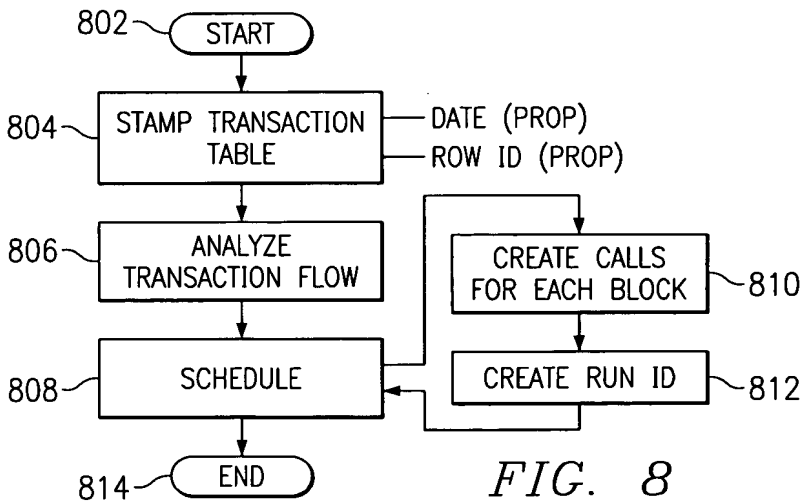 802
START
804
STAMP TRANSACTION
TABLE
DATE (PROP)
ROW ID (PROP)
806
ANALYZE
TRANSACTION FLOW
CREATE CALLS
FOR EACH BLOCK
810
808
SCHEDULE
CREATE RUN ID
812
814
END
FIG. 8